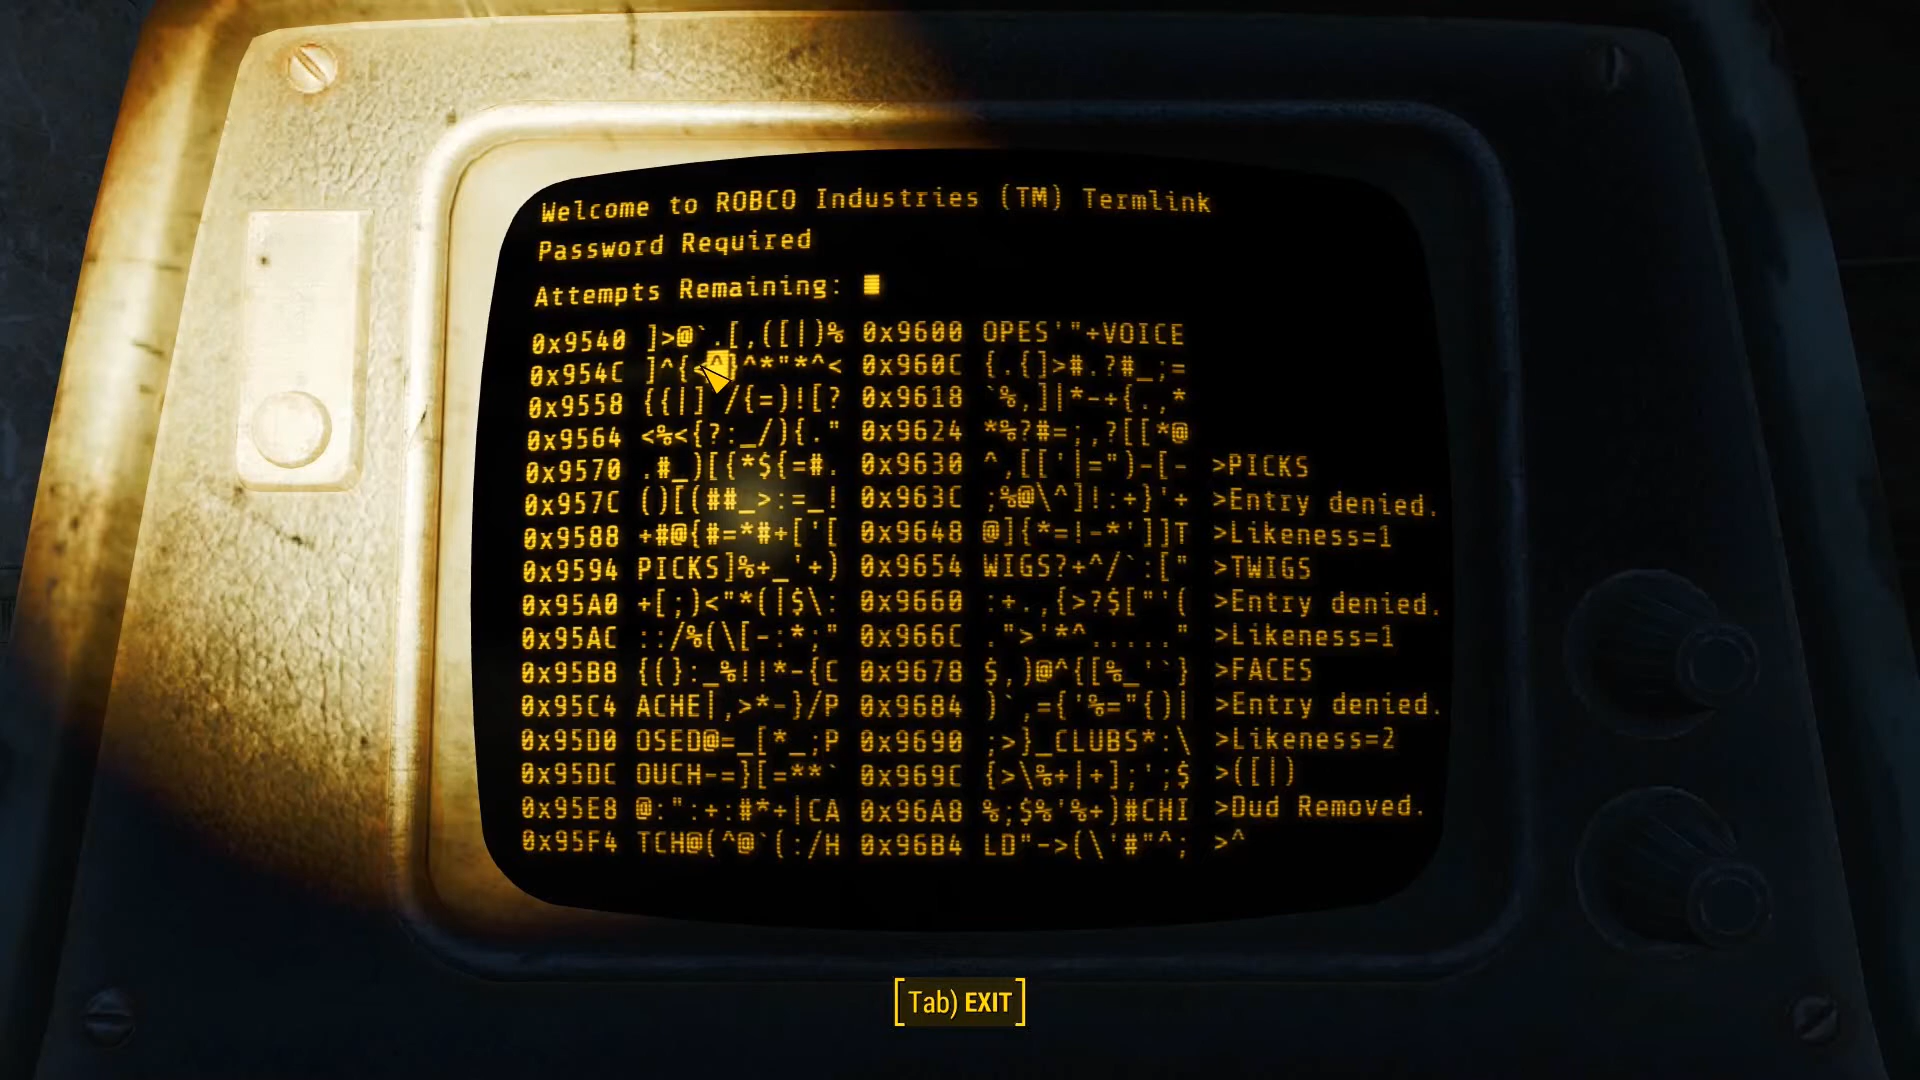 Welcome to ROBCO Industries (TM) Termlink
Password Required
Attempts Remaining: ■
0x9540 ]>@`.[,([|)% 0x9600 OPES'"+VOICE
0x954C ]^{<^}^*"*^< 0x960C {.{]>#.?#_;=
0x9558 {{|] /{=)![? 0x9618 `%,]|*-+{.,*
0x9564 <%<{?:_/){." 0x9624 *%?#=;,?[[*@
0x9570 .#_)[{*${=#. 0x9630 ^,[['|=")-[- >PICKS
0x957C ()[(##_>:=_! 0x963C ;%@\^]!:+}'+ >Entry denied.
0x9588 +#@{#=*#+['[ 0x9648 @]{*=!-*']]T >Likeness=1
0x9594 PICKS]%+_'+) 0x9654 WIGS?+^/`:[" >TWIGS
0x95A0 +[;)<"*(|$\: 0x9660 :+.,{>?$["'( >Entry denied.
0x95AC ::/%(\[-:*;" 0x966C .">'*^....." >Likeness=1
0x95B8 {(}:_%!!*-{C 0x9678 $,)@^{[%_'`} >FACES
0x95C4 ACHE|,>*-}/P 0x9684 )`,={'%="{)| >Entry denied.
0x95D0 OSED@=_[*_;P 0x9690 ;>}_CLUBS*:\ >Likeness=2
0x95DC OUCH-=}[=**` 0x969C {>\%+|+];';$ >([|)
0x95E8 @:":+:#*+|CA 0x96A8 %;$%'%+)#CHI >Dud Removed.
0x95F4 TCH@(^@`(:/H 0x96B4 LD"->(\'#"^; >^
[Tab) EXIT]